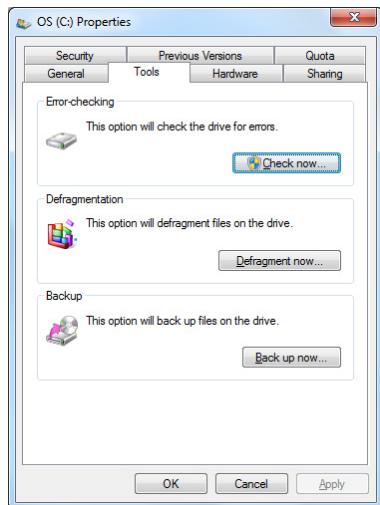 OS (C:) Properties
Security Previous Versions Quota
General Tools Hardware Sharing
Error-checking
This option will check the drive for errors.
Check now...
Defragmentation
This option will defragment files on the drive.
Defragment now...
Backup
This option will back up files on the drive.
Back up now...
OK Cancel Apply